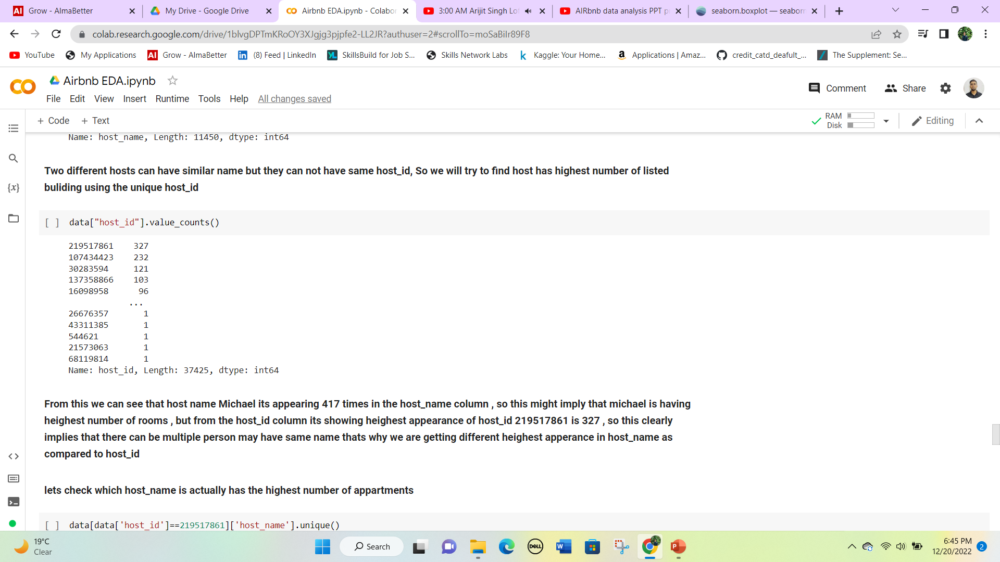 Grow - AlmaBetter
My Drive - Google Drive
Airbnb EDA.ipynb - Colabor
3:00 AM Arijit Singh Lof
AIRbnb data analysis PPT p
seaborn.boxplot — seaborn
colab.research.google.com/drive/1blvgDPTmKRoOY3XJgjg3pjpfe2-LL2JR?authuser=2#scrollTo=moSaBiIr89F8
YouTube
My Applications
AI Grow - AlmaBetter
(8) Feed | LinkedIn
SkillsBuild for Job S...
Skills Network Labs
Kaggle: Your Home...
Applications | Amaz...
credit_catd_deafult_...
The Supplement: Se...
Airbnb EDA.ipynb
Comment
Share
File Edit View Insert Runtime Tools Help All changes saved
+ Code + Text
RAM
Disk
Editing
Name: host_name, Length: 11450, dtype: int64
Two different hosts can have similar name but they can not have same host_id, So we will try to find host has highest number of listed
buliding using the unique host_id
[ ] data["host_id"].value_counts()
219517861 327
107434423 232
30283594 121
137358866 103
16098958 96
...
26676357 1
43311385 1
544621 1
21573063 1
68119814 1
Name: host_id, Length: 37425, dtype: int64
From this we can see that host name Michael its appearing 417 times in the host_name column , so this might imply that michael is having
heighest number of rooms , but from the host_id column its showing heighest appearance of host_id 219517861 is 327 , so this clearly
implies that there can be multiple person may have same name thats why we are getting different heighest apperance in host_name as
compared to host_id
lets check which host_name is actually has the highest number of appartments
[ ] data[data['host_id']==219517861]['host_name'].unique()
19°C
Clear
Search
DELL
6:45 PM
12/20/2022
2